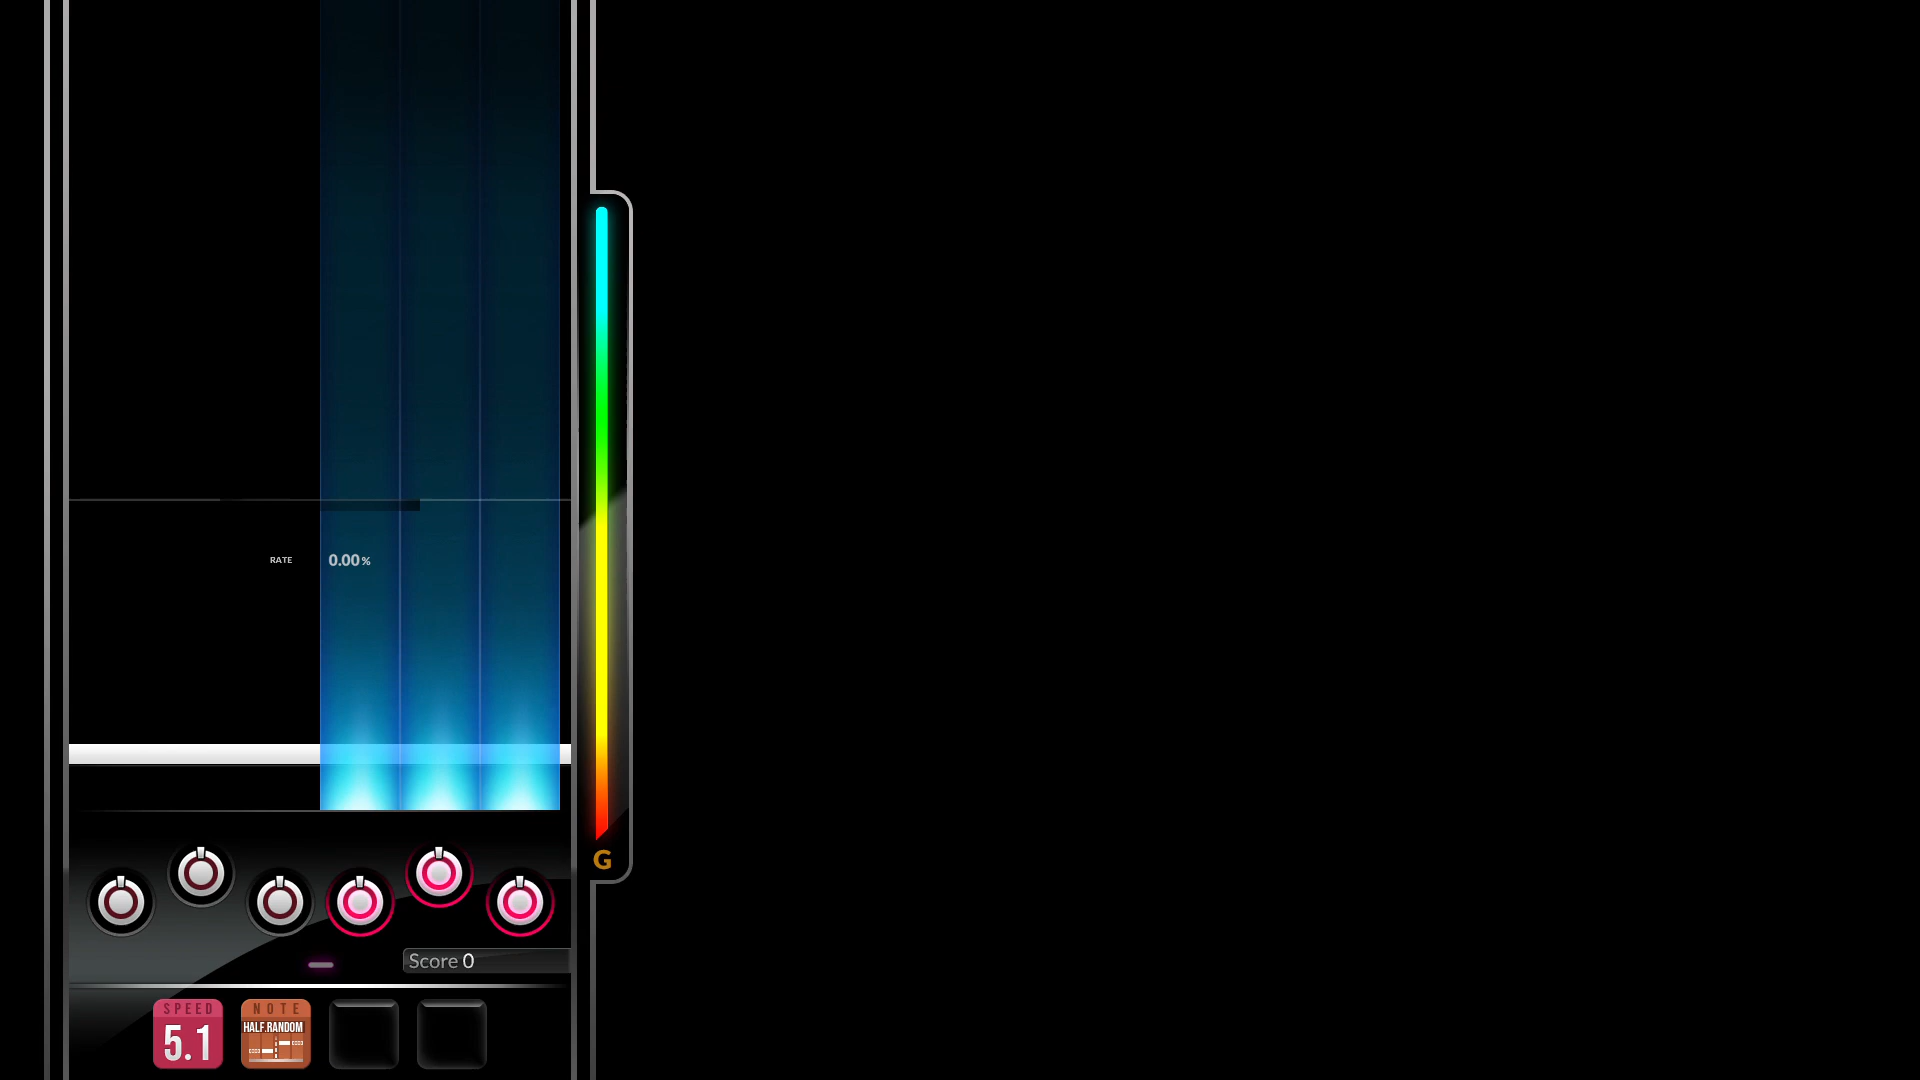 RATE 0.00%
G
Score 0
SPEED
5.1
NOTE
HALF.RANDOM